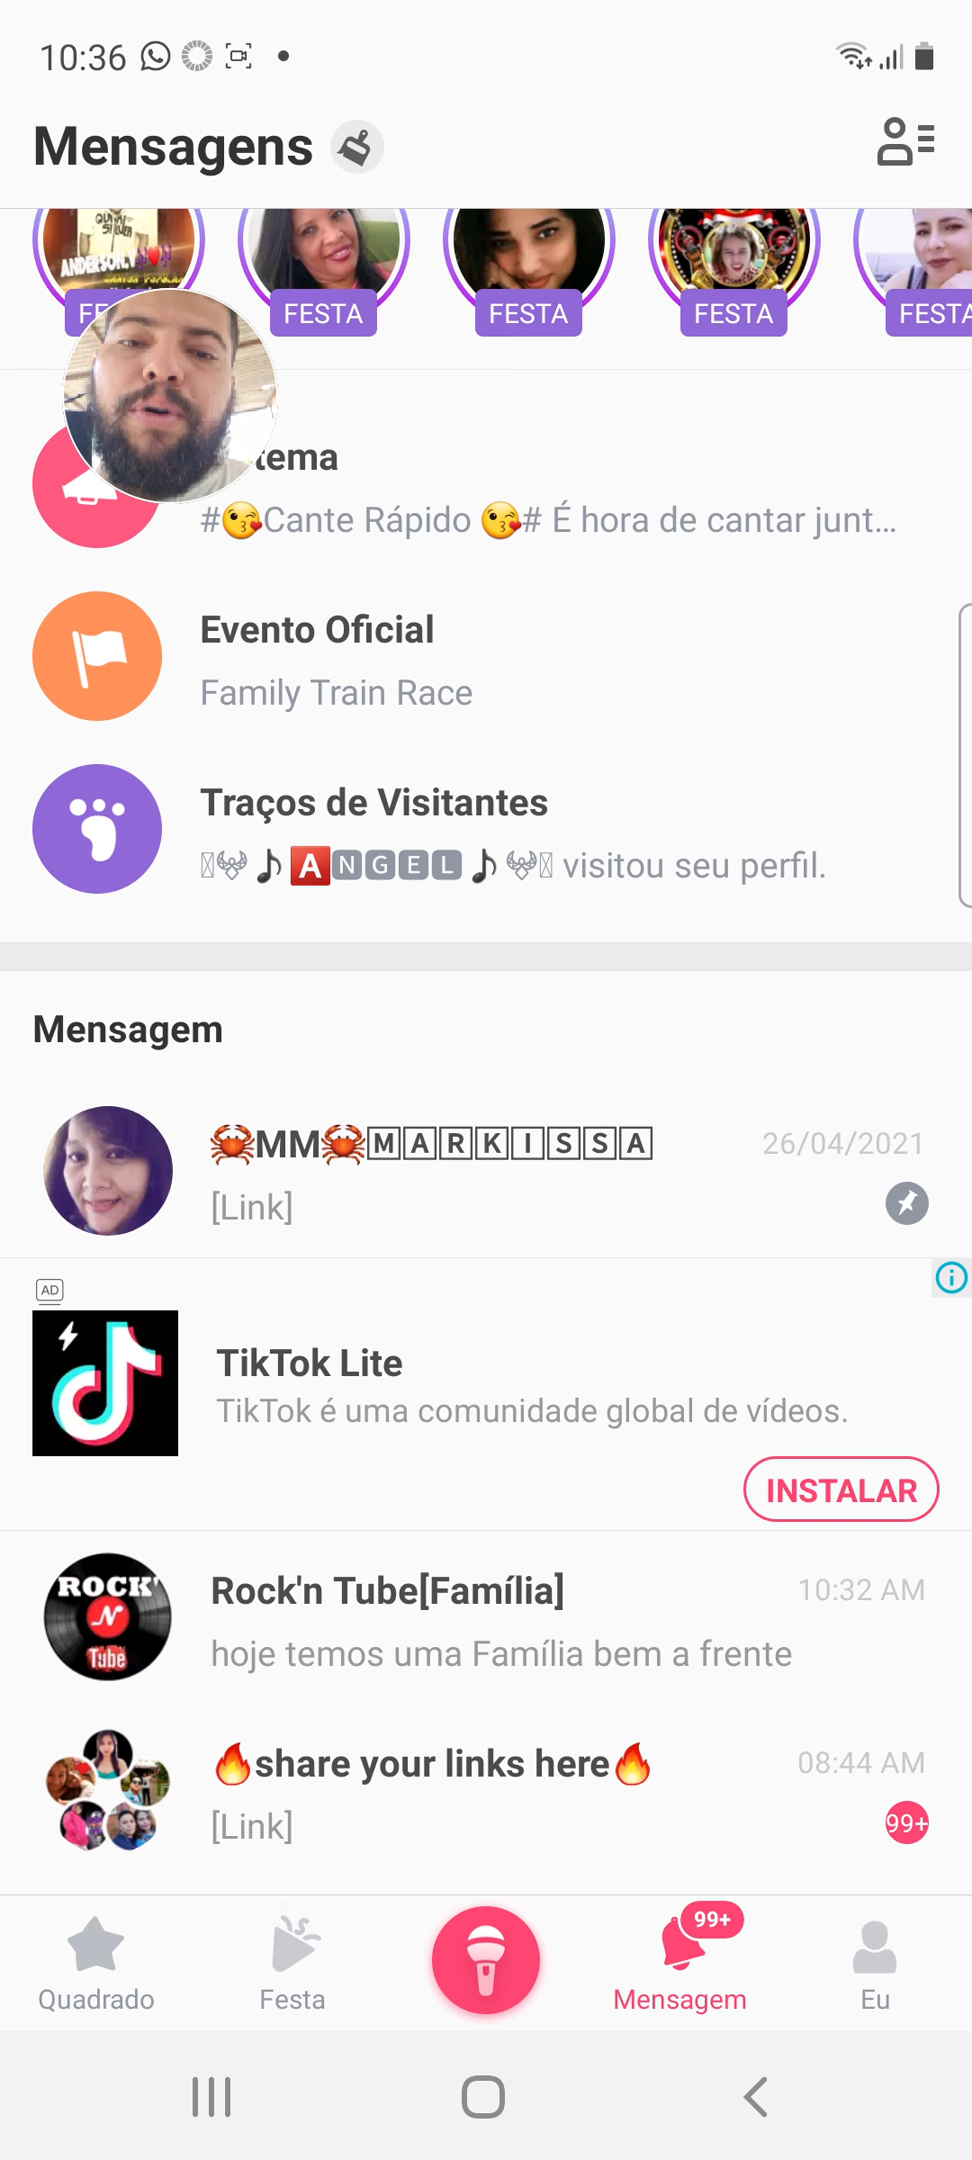 10:36
Mensagens
ANDERSON.Y
FESTA
FESTA
FESTA
FESTA
tema
#😘Cante Rápido 😘# É hora de cantar junt...
Evento Oficial
Family Train Race
Traços de Visitantes
♪🅰🅽🅶🅴🅻♪ visitou seu perfil.
Mensagem
🦀MM🦀🄼🄰🅁🄺🄸🅂🅂🄰 26/04/2021
[Link]
AD
TikTok Lite
TikTok é uma comunidade global de vídeos.
INSTALAR
ROCK'
N
Tube
Rock'n Tube[Família] 10:32 AM
hoje temos uma Família bem a frente
🔥share your links here🔥 08:44 AM
[Link]
99+
99+
Quadrado
Festa
Mensagem
Eu